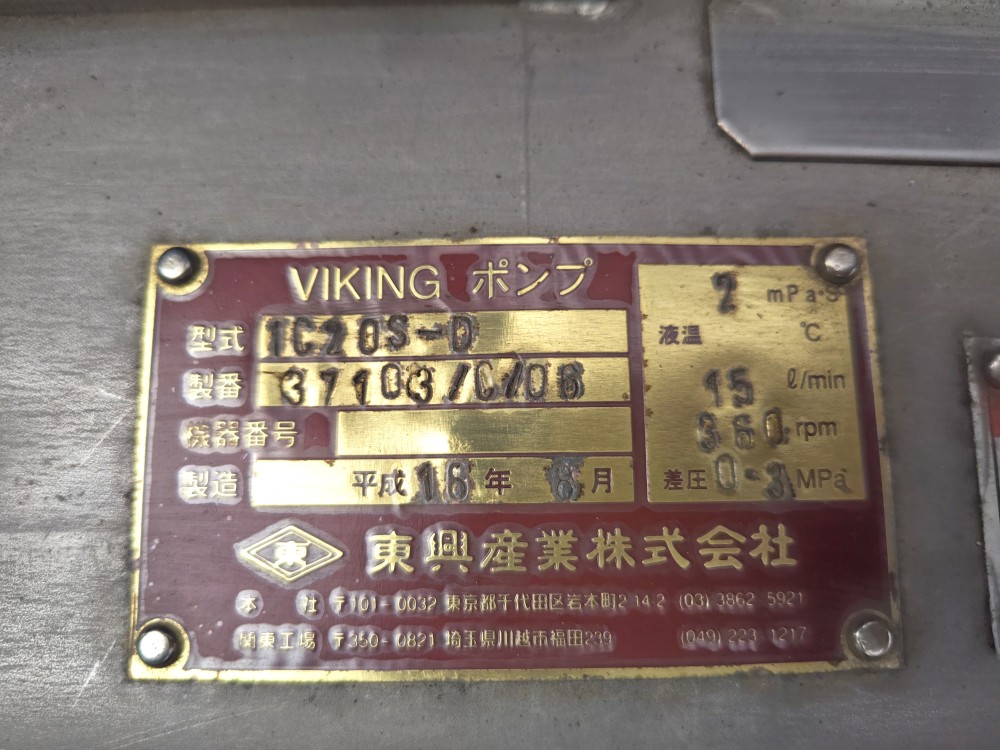 VIKING ポンプ
型式 1C20S-D
製番 37103/C/06
機器番号
製造 平成 16 年 6 月
2 mPa·S
液温 ℃
15 ℓ/min
360 rpm
差圧 0-3 MPa
東 東興産業株式会社
本 社 〒101-0032 東京都千代田区岩本町2-14-2 (03) 3862-5921
関東工場 〒350-0821 埼玉県川越市福田239 (049) 223-1217